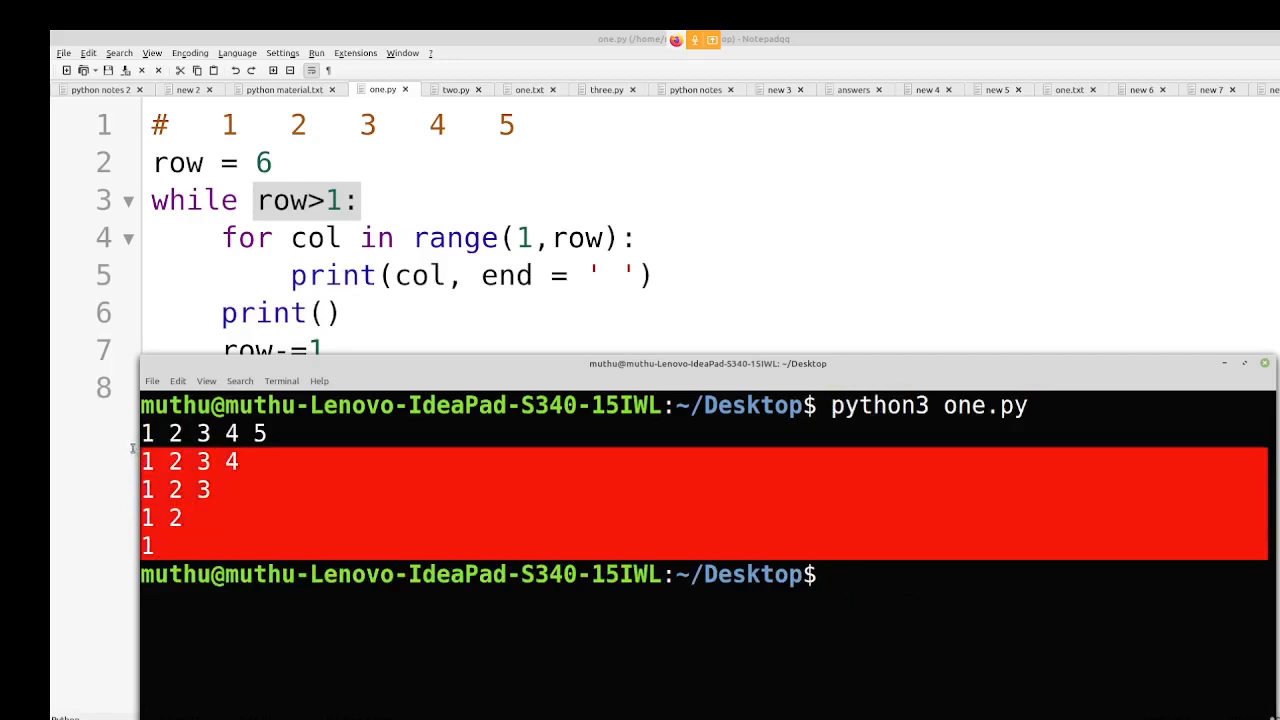 one.py (/home/ op) - Notepadqq
File Edit Search View Encoding Language Settings Run Extensions Window ?
python notes 2 new 2 python material.txt one.py two.py one.txt three.py python notes new 3 answers new 4 new 5 one.txt new 6 new 7
1 # 1 2 3 4 5
2 row = 6
3 while row>1:
4 for col in range(1,row):
5 print(col, end = ' ')
6 print()
7 row-=1
8
muthu@muthu-Lenovo-IdeaPad-S340-15IWL: ~/Desktop
File Edit View Search Terminal Help
muthu@muthu-Lenovo-IdeaPad-S340-15IWL:~/Desktop$ python3 one.py
1 2 3 4 5
1 2 3 4
1 2 3
1 2
1
muthu@muthu-Lenovo-IdeaPad-S340-15IWL:~/Desktop$
Python